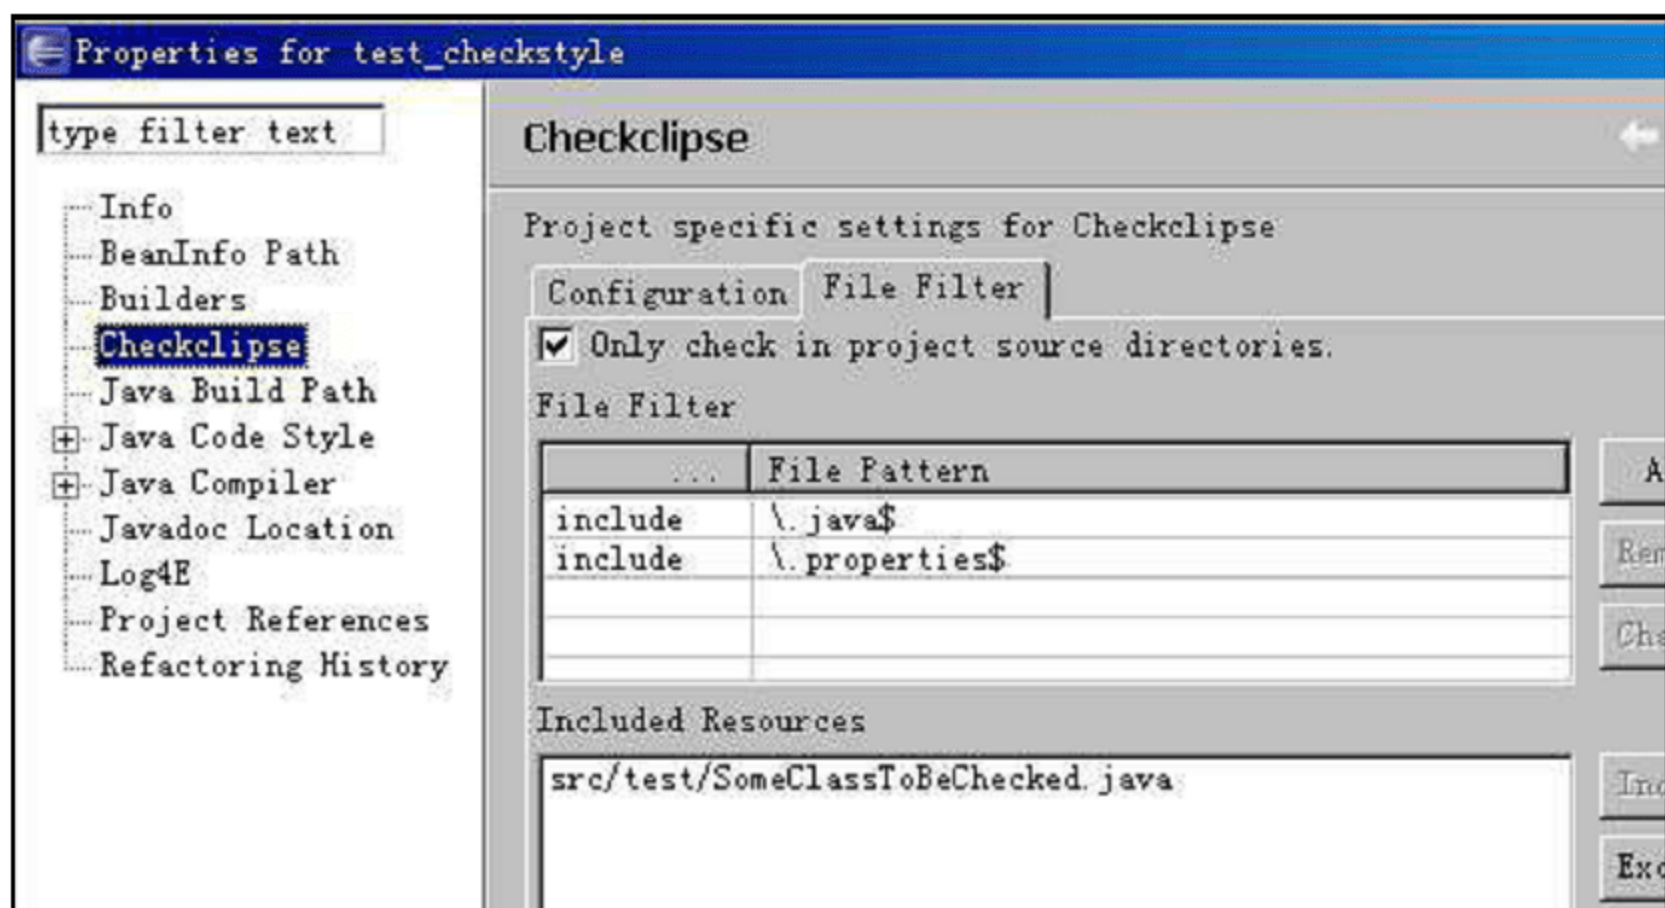 Properties for test_checkstyle
type filter text
Info
BeanInfo Path
Builders
Checkclipse
Java Build Path
Java Code Style
Java Compiler
Javadoc Location
Log4E
Project References
Refactoring History
Checkclipse
Project specific settings for Checkclipse
Configuration File Filter
Only check in project source directories.
File Filter
... File Pattern
include \.java$
include \.properties$
Included Resources
src/test/SomeClassToBeChecked.java